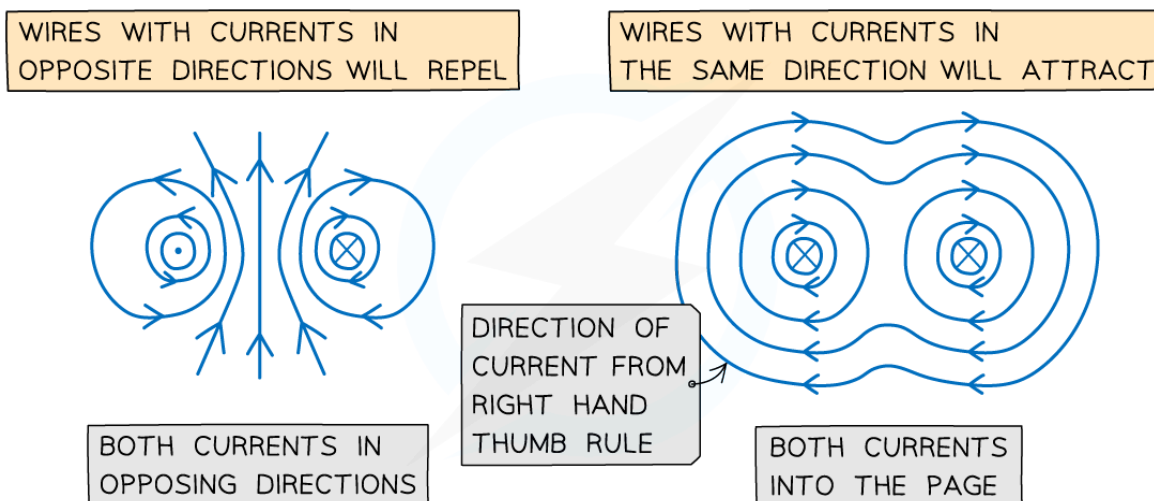 WIRES WITH CURRENTS IN
OPPOSITE DIRECTIONS WILL REPEL
WIRES WITH CURRENTS IN
THE SAME DIRECTION WILL ATTRACT
DIRECTION OF
CURRENT FROM
RIGHT HAND
THUMB RULE
BOTH CURRENTS IN
OPPOSING DIRECTIONS
BOTH CURRENTS
INTO THE PAGE